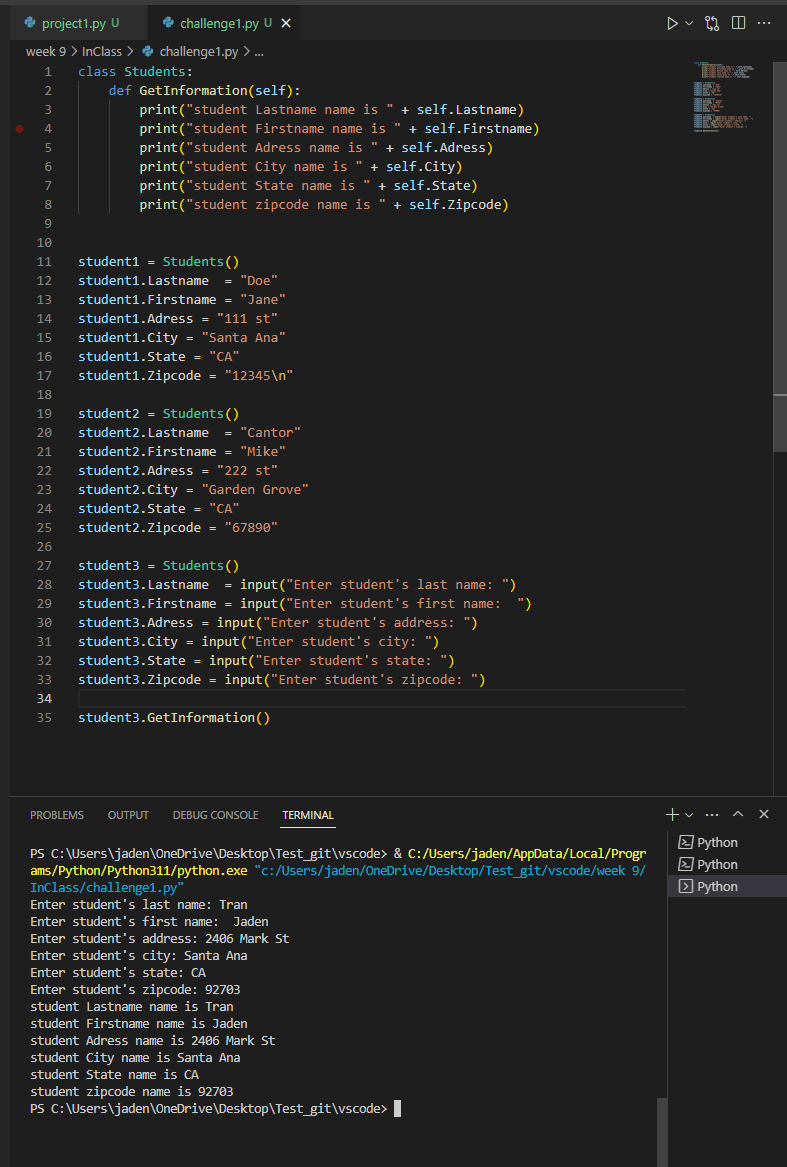 project1.py U
challenge1.py U
week 9 > InClass > challenge1.py > ...
1 class Students:
2 def GetInformation(self):
3 print("student Lastname name is " + self.Lastname)
4 print("student Firstname name is " + self.Firstname)
5 print("student Adress name is " + self.Adress)
6 print("student City name is " + self.City)
7 print("student State name is " + self.State)
8 print("student zipcode name is " + self.Zipcode)
9
10
11 student1 = Students()
12 student1.Lastname  = "Doe"
13 student1.Firstname = "Jane"
14 student1.Adress = "111 st"
15 student1.City = "Santa Ana"
16 student1.State = "CA"
17 student1.Zipcode = "12345\n"
18
19 student2 = Students()
20 student2.Lastname  = "Cantor"
21 student2.Firstname = "Mike"
22 student2.Adress = "222 st"
23 student2.City = "Garden Grove"
24 student2.State = "CA"
25 student2.Zipcode = "67890"
26
27 student3 = Students()
28 student3.Lastname  = input("Enter student's last name: ")
29 student3.Firstname = input("Enter student's first name:  ")
30 student3.Adress = input("Enter student's address: ")
31 student3.City = input("Enter student's city: ")
32 student3.State = input("Enter student's state: ")
33 student3.Zipcode = input("Enter student's zipcode: ")
34
35 student3.GetInformation()
PROBLEMS OUTPUT DEBUG CONSOLE TERMINAL
PS C:\Users\jaden\OneDrive\Desktop\Test_git\vscode> & C:/Users/jaden/AppData/Local/Progr
ams/Python/Python311/python.exe "c:/Users/jaden/OneDrive/Desktop/Test_git/vscode/week 9/
InClass/challenge1.py"
Enter student's last name: Tran
Enter student's first name:  Jaden
Enter student's address: 2406 Mark St
Enter student's city: Santa Ana
Enter student's state: CA
Enter student's zipcode: 92703
student Lastname name is Tran
student Firstname name is Jaden
student Adress name is 2406 Mark St
student City name is Santa Ana
student State name is CA
student zipcode name is 92703
PS C:\Users\jaden\OneDrive\Desktop\Test_git\vscode>
Python
Python
Python